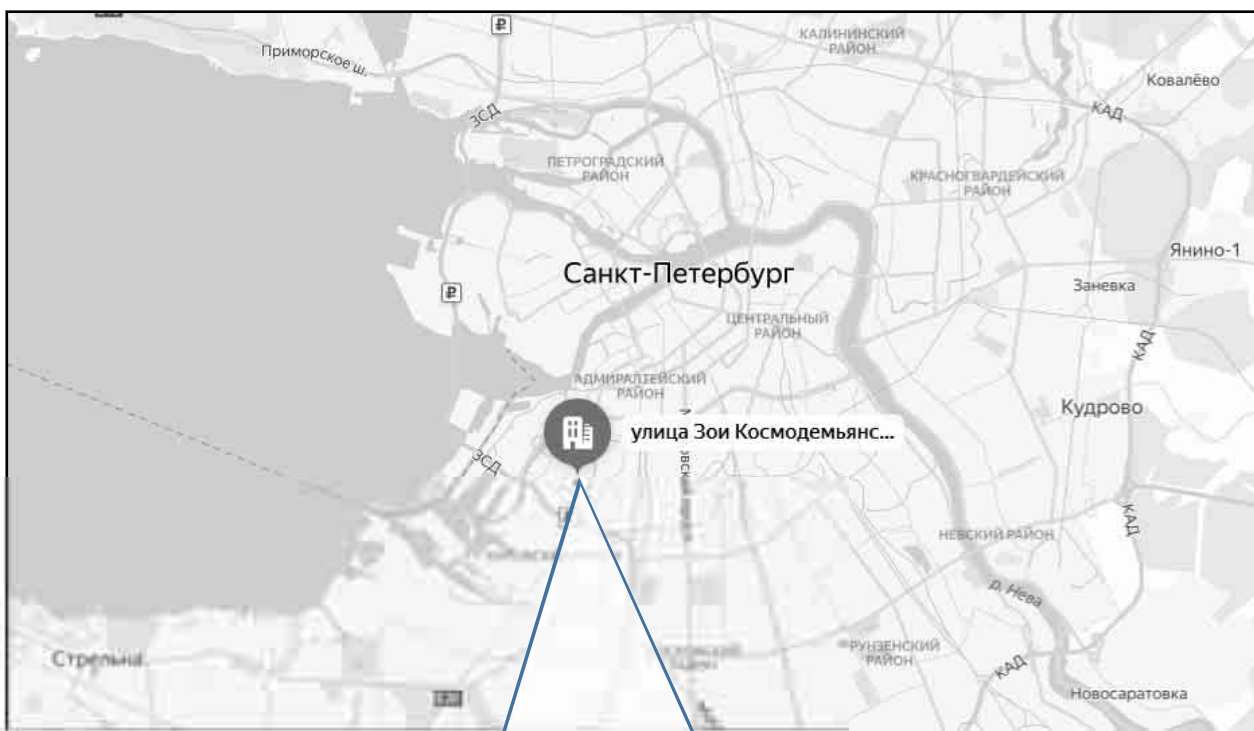 ₽
КАЛИНИНСКИЙ
РАЙОН
Приморское ш.
Ковалёво
ЗСД
КАД
ПЕТРОГРАДСКИЙ
РАЙОН
КРАСНОГВАРДЕЙСКИЙ
РАЙОН
Янино-1
Санкт-Петербург
Заневка
₽
ЦЕНТРАЛЬНЫЙ
РАЙОН
КАД
АДМИРАЛТЕЙСКИЙ
РАЙОН
Кудрово
улица Зои Космодемьянс...
ЗСД
КАД
НЕВСКИЙ РАЙОН
р. Нева
Стрельна
РУНЗЕНСКИЙ
РАЙОН
КАД
Новосаратовка